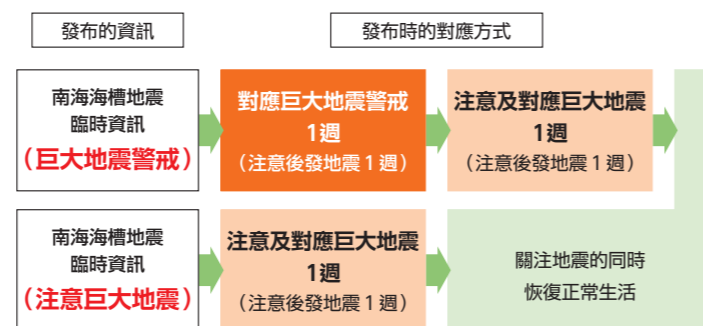 發布的資訊
發布時的對應方式
南海海槽地震
臨時資訊
（巨大地震警戒）
對應巨大地震警戒
1週
（注意後發地震 1 週）
注意及對應巨大地震
1週
（注意後發地震 1 週）
南海海槽地震
臨時資訊
（注意巨大地震）
注意及對應巨大地震
1週
（注意後發地震 1 週）
關注地震的同時
恢復正常生活